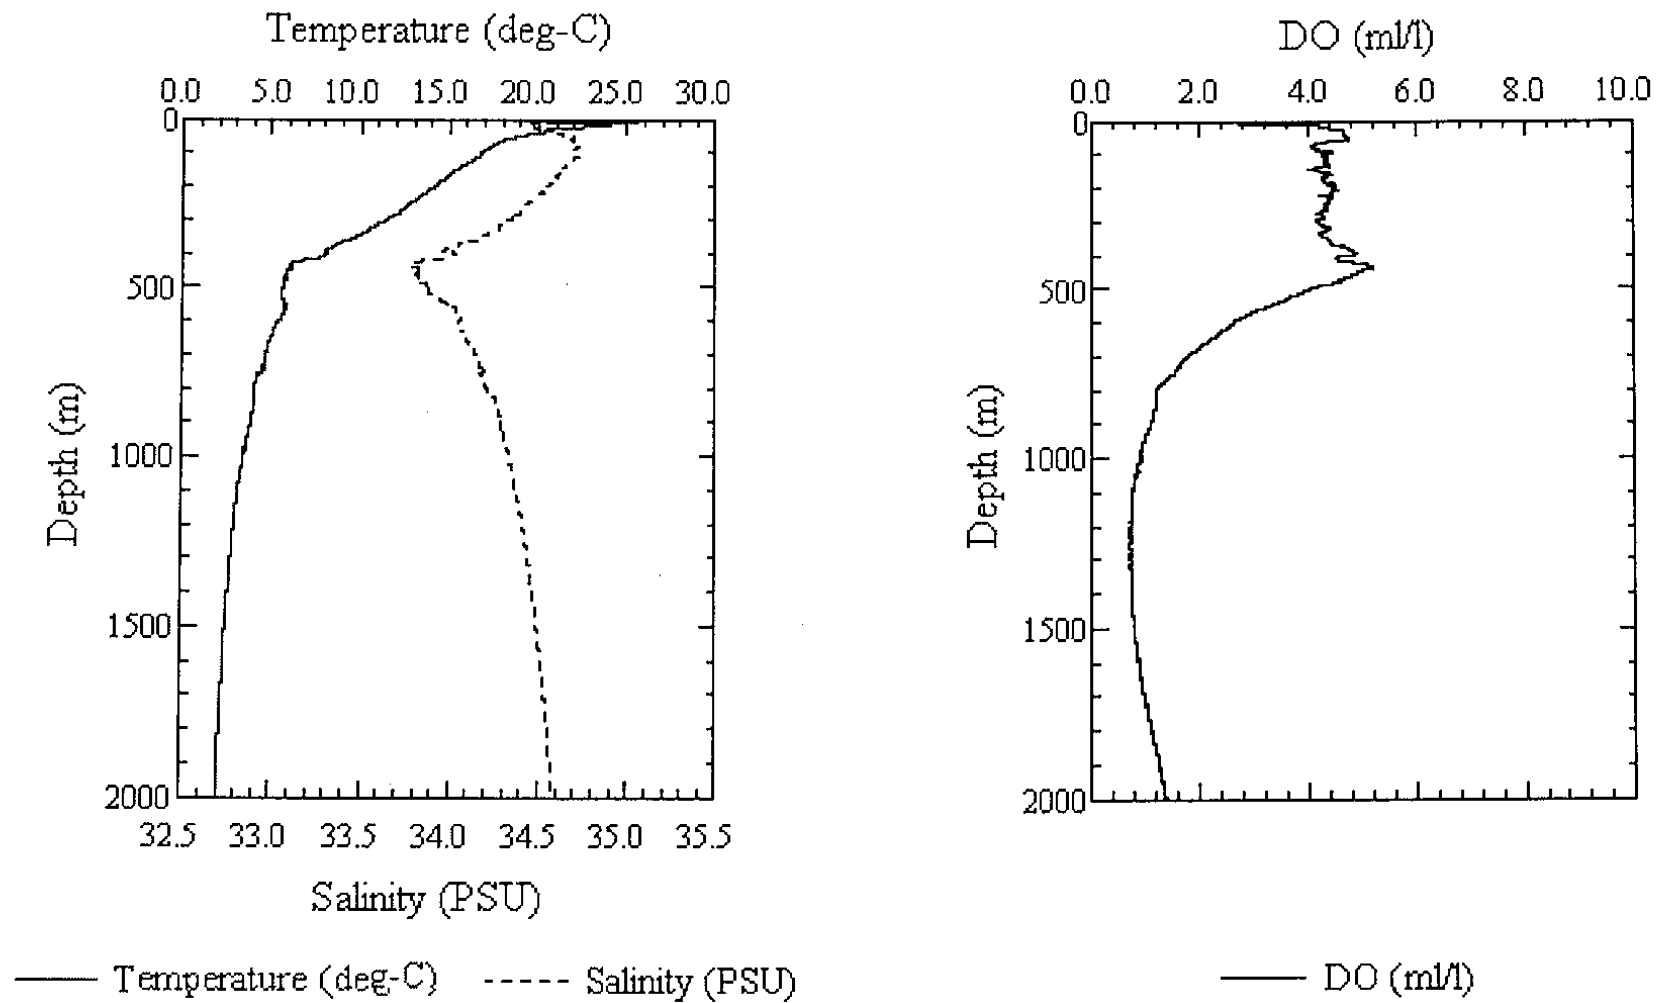 Temperature (deg-C)
0.0 5.0 10.0 15.0 20.0 25.0 30.0
0
500
1000
1500
2000
Depth (m)
32.5 33.0 33.5 34.0 34.5 35.0 35.5
Salinity (PSU)
Temperature (deg-C) Salinity (PSU)
DO (ml/l)
0.0 2.0 4.0 6.0 8.0 10.0
0
500
1000
1500
2000
Depth (m)
DO (ml/l)